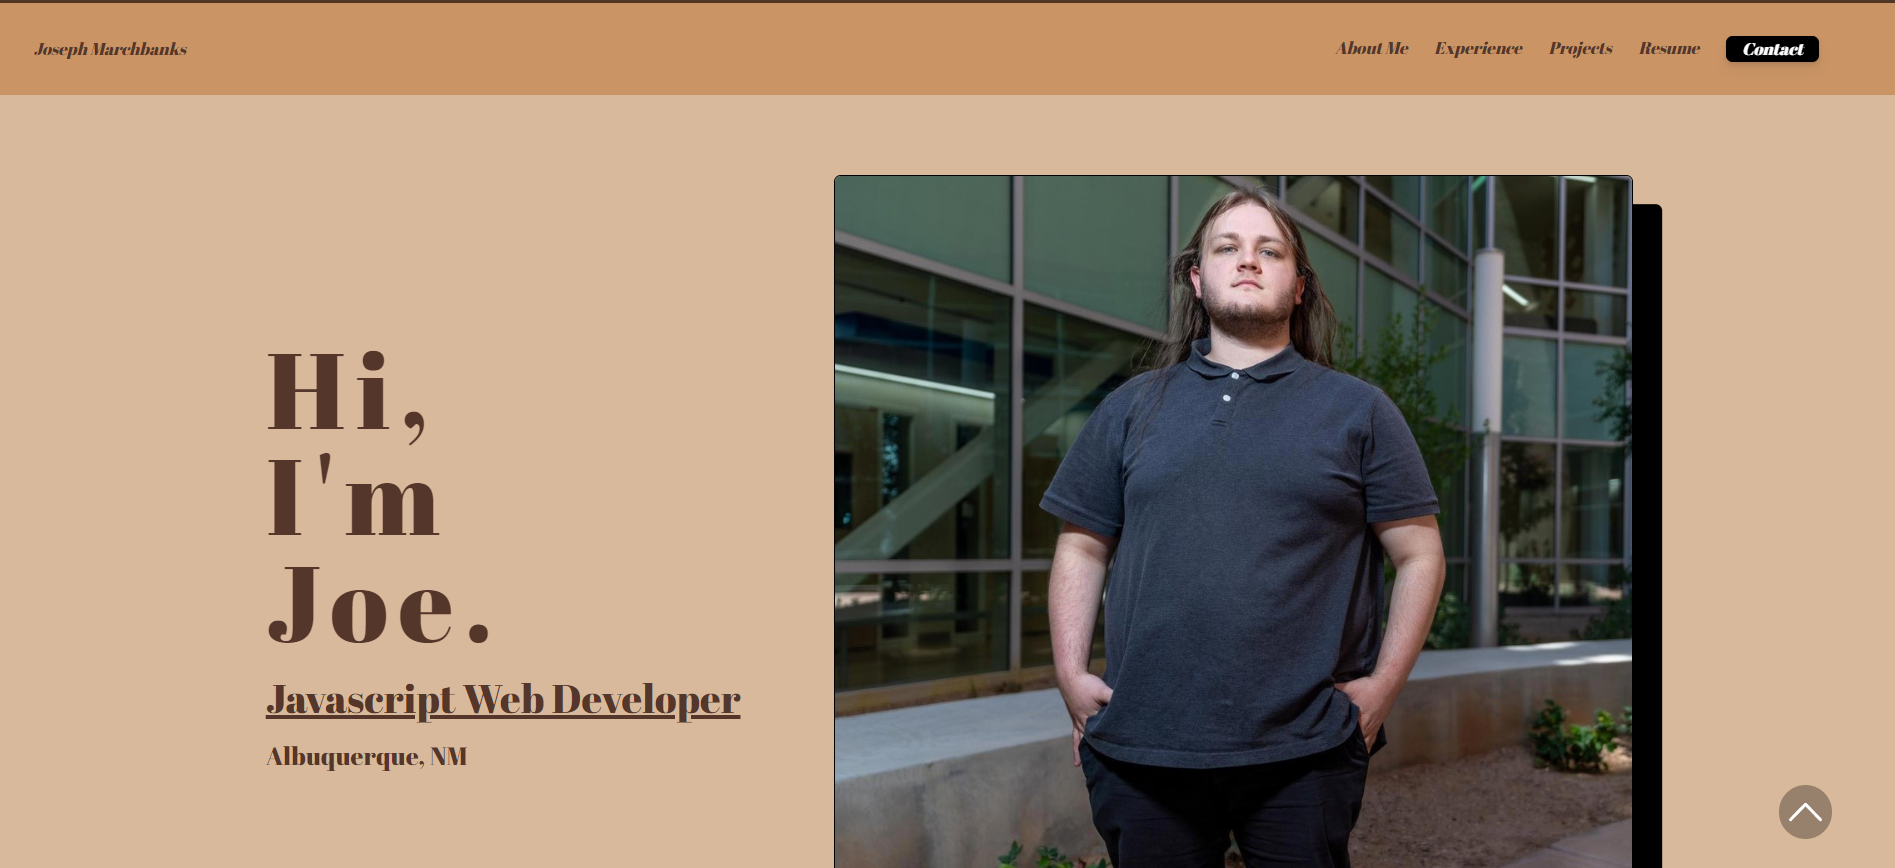 Joseph Marchbanks
About Me Experience Projects Resume Contact
Hi,
I'm
Joe.
Javascript Web Developer
Albuquerque, NM